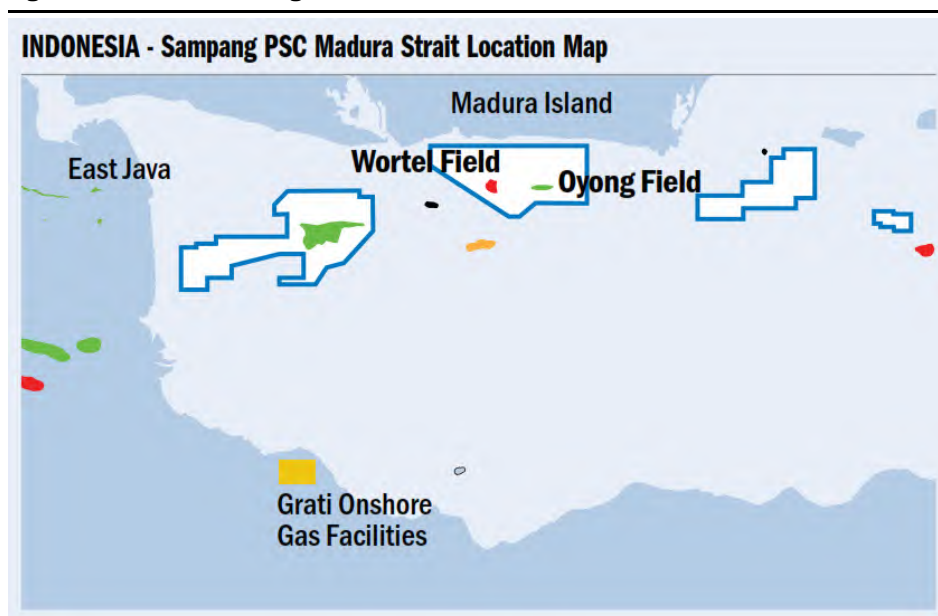 INDONESIA - Sampang PSC Madura Strait Location Map
Madura Island
East Java
Wortel Field
Oyong Field
Grati Onshore
Gas Facilities